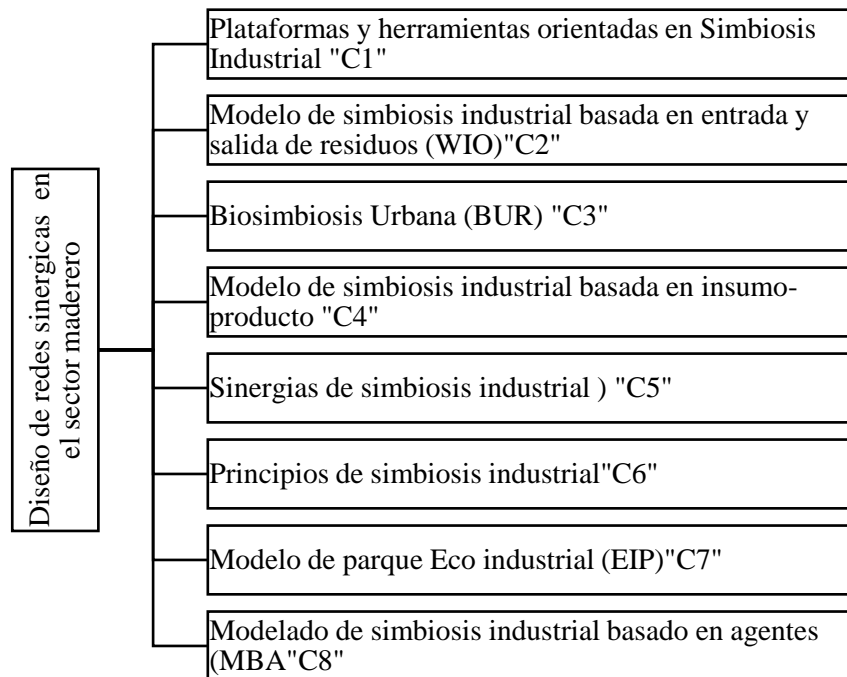 Diseño de redes sinergicas en
el sector maderero
Plataformas y herramientas orientadas en Simbiosis
Industrial "C1"
Modelo de simbiosis industrial basada en entrada y
salida de residuos (WIO)"C2"
Biosimbiosis Urbana (BUR) "C3"
Modelo de simbiosis industrial basada en insumo-
producto "C4"
Sinergias de simbiosis industrial ) "C5"
Principios de simbiosis industrial"C6"
Modelo de parque Eco industrial (EIP)"C7"
Modelado de simbiosis industrial basado en agentes
(MBA"C8"